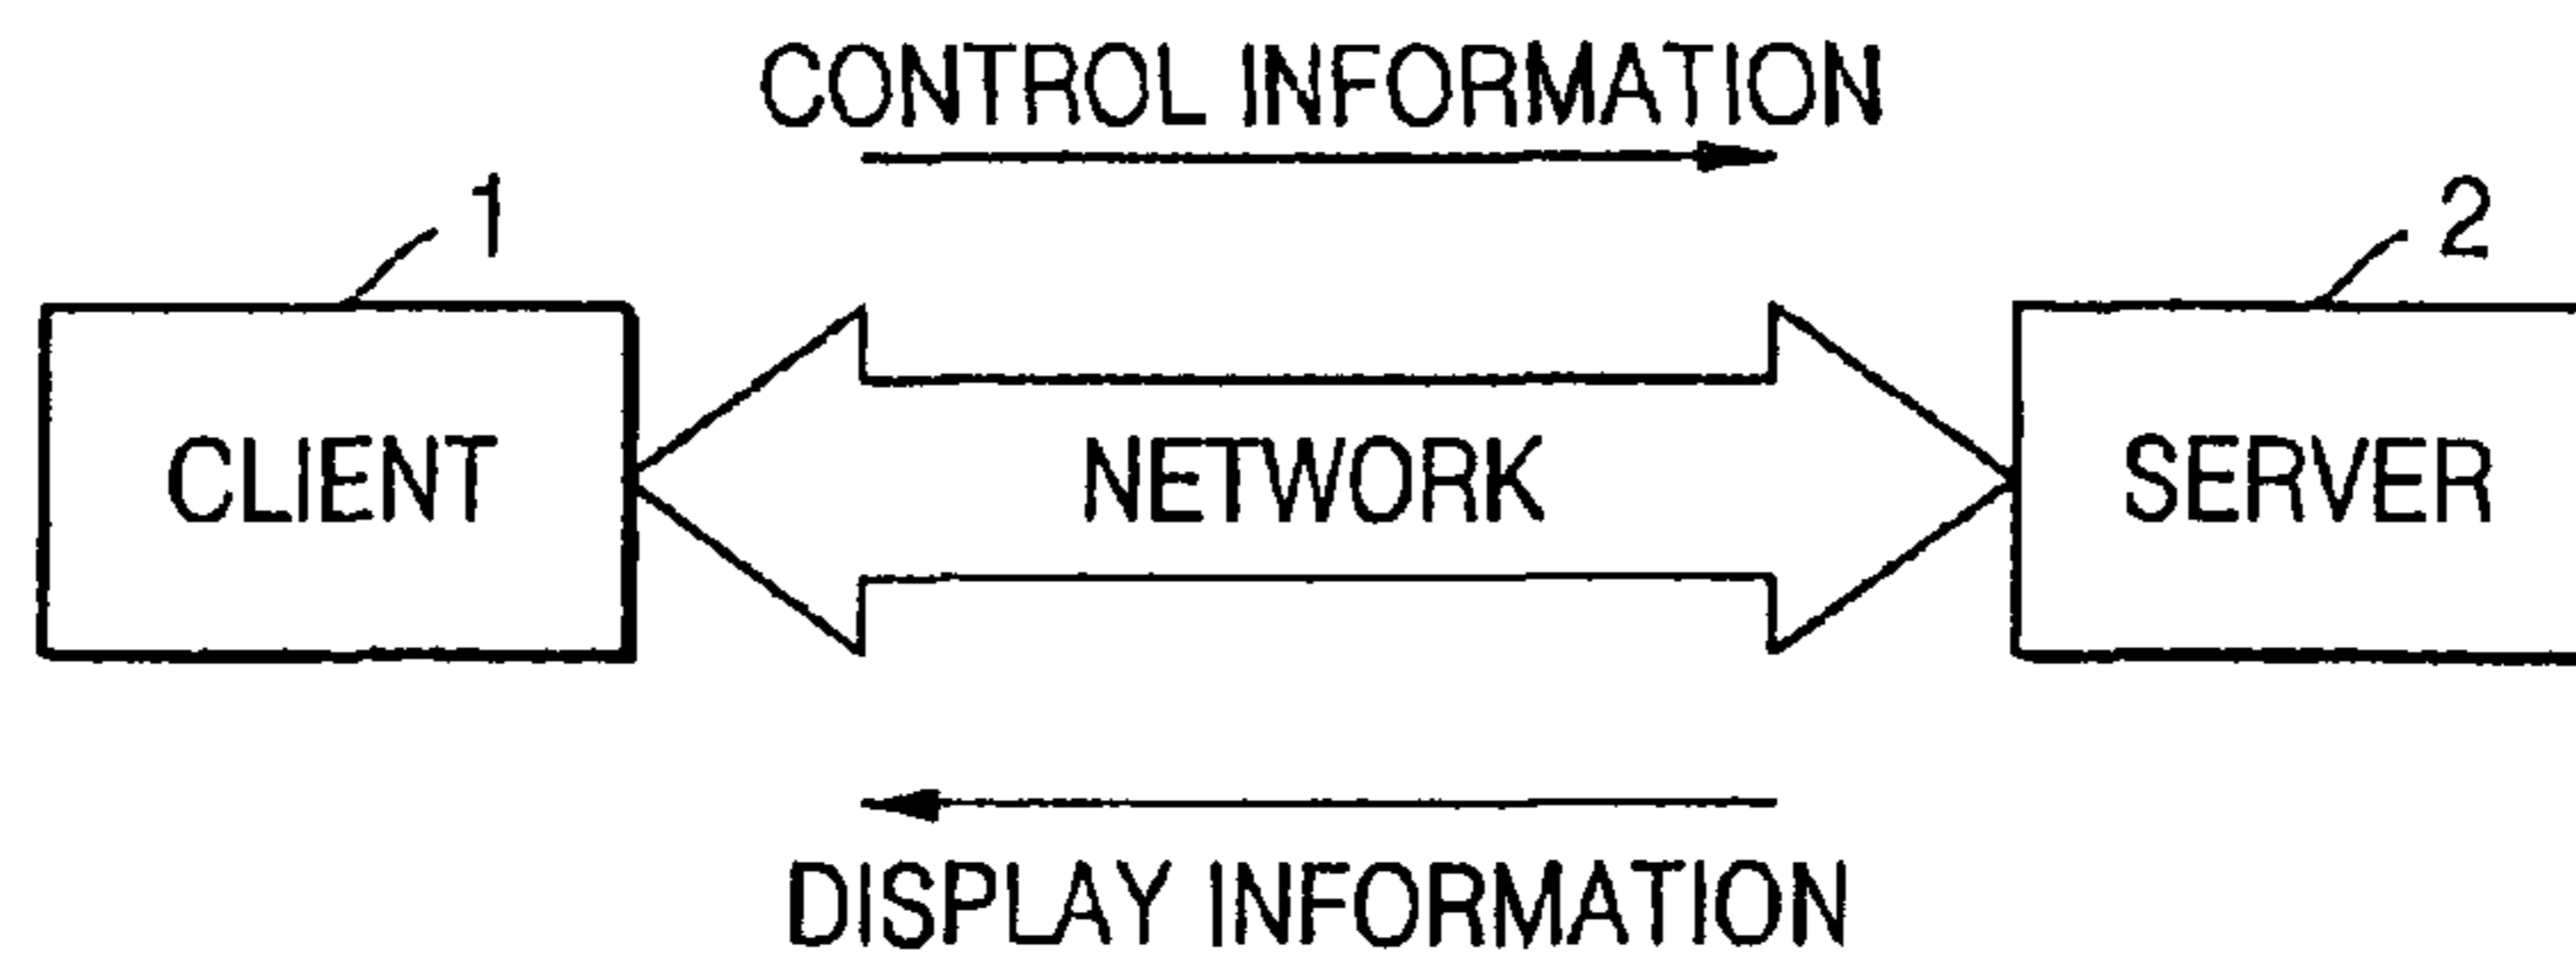 CONTROL INFORMATION
1
2
CLIENT
NETWORK
SERVER
DISPLAY INFORMATION